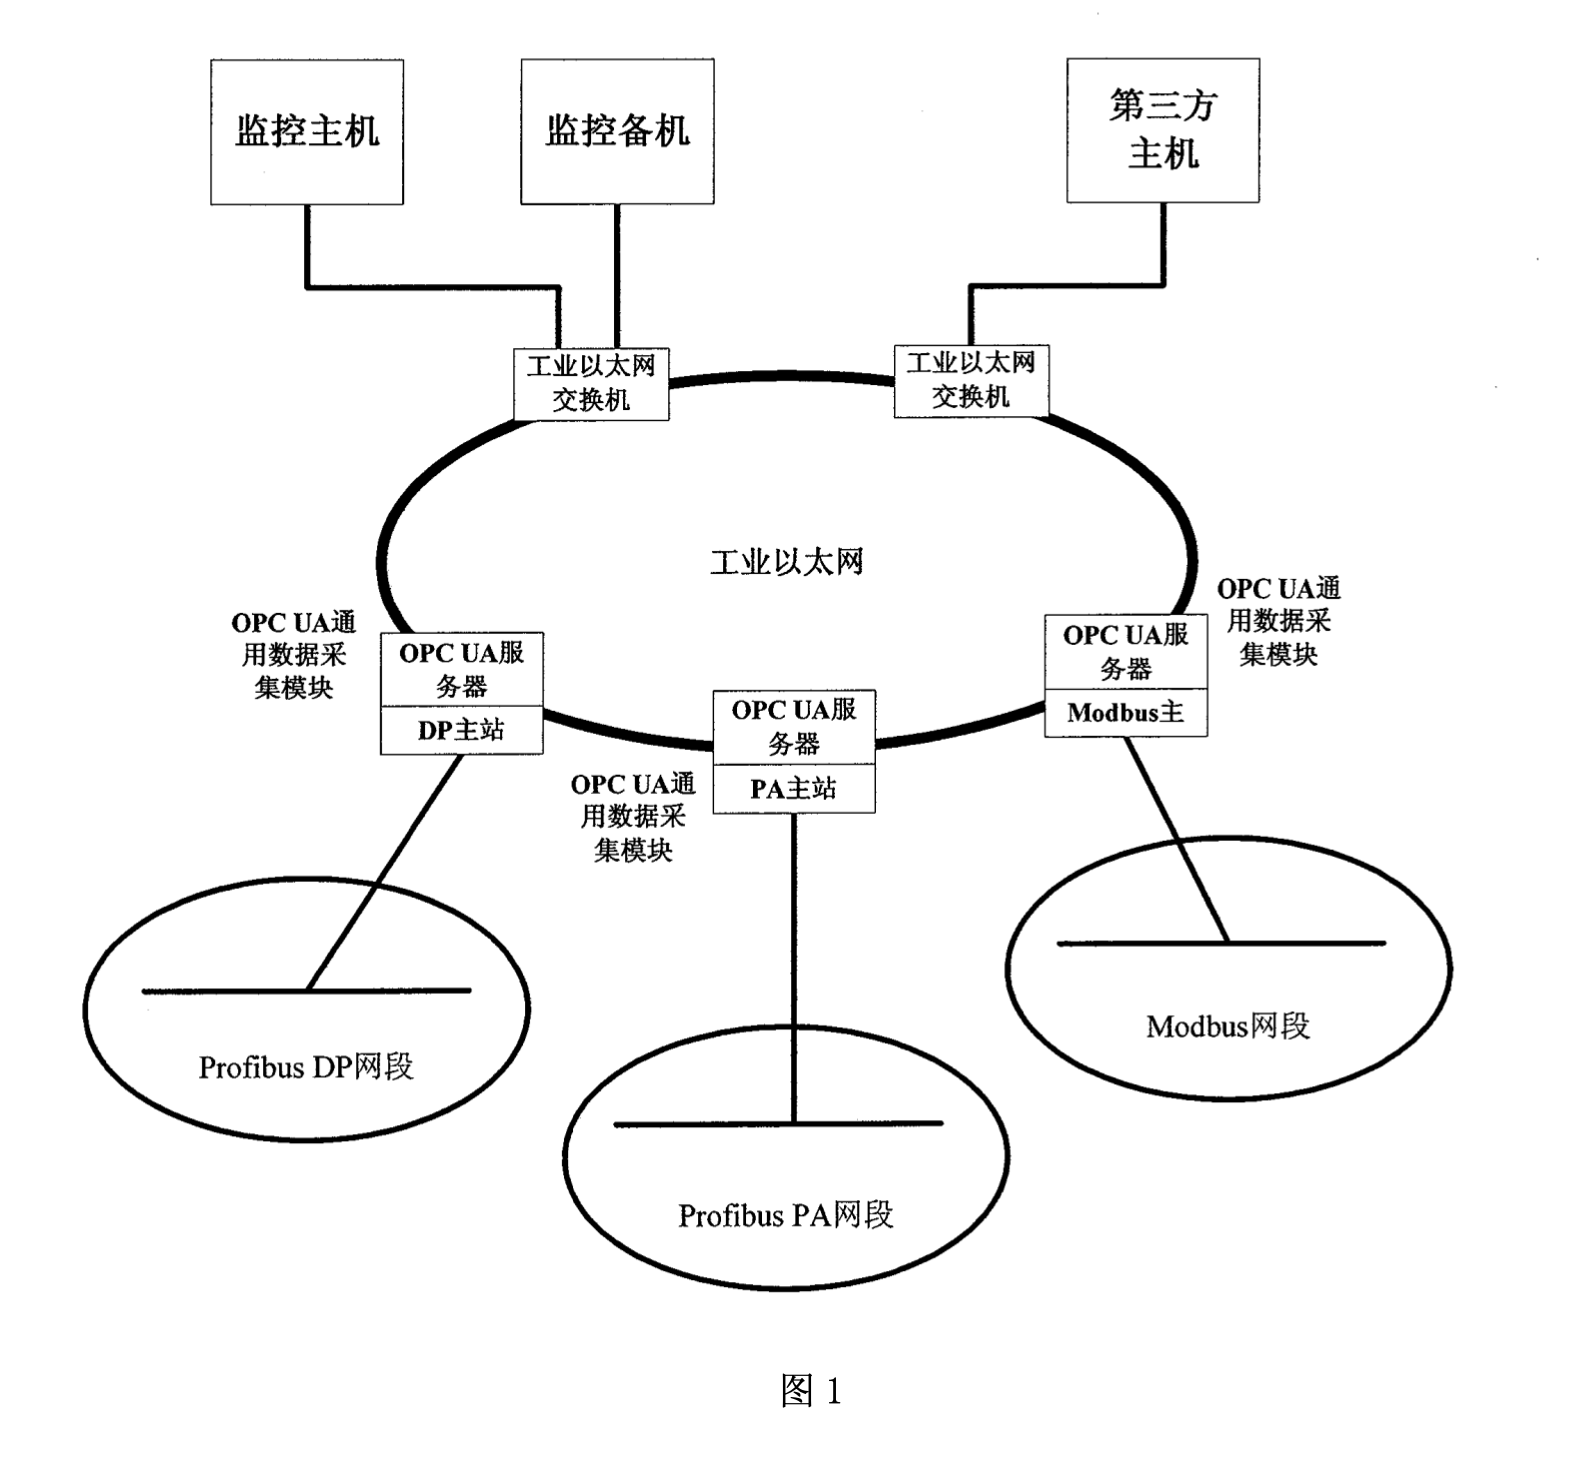 监控主机
监控备机
第三方
主机
工业以太网
交换机
工业以太网
交换机
工业以太网
OPC UA通
用数据采
集模块
OPC UA服
务器
DP主站
OPC UA通
用数据采
集模块
OPC UA服
务器
PA主站
OPC UA服
务器
Modbus主
OPC UA通
用数据采
集模块
Profibus DP网段
Profibus PA网段
Modbus网段
图 1